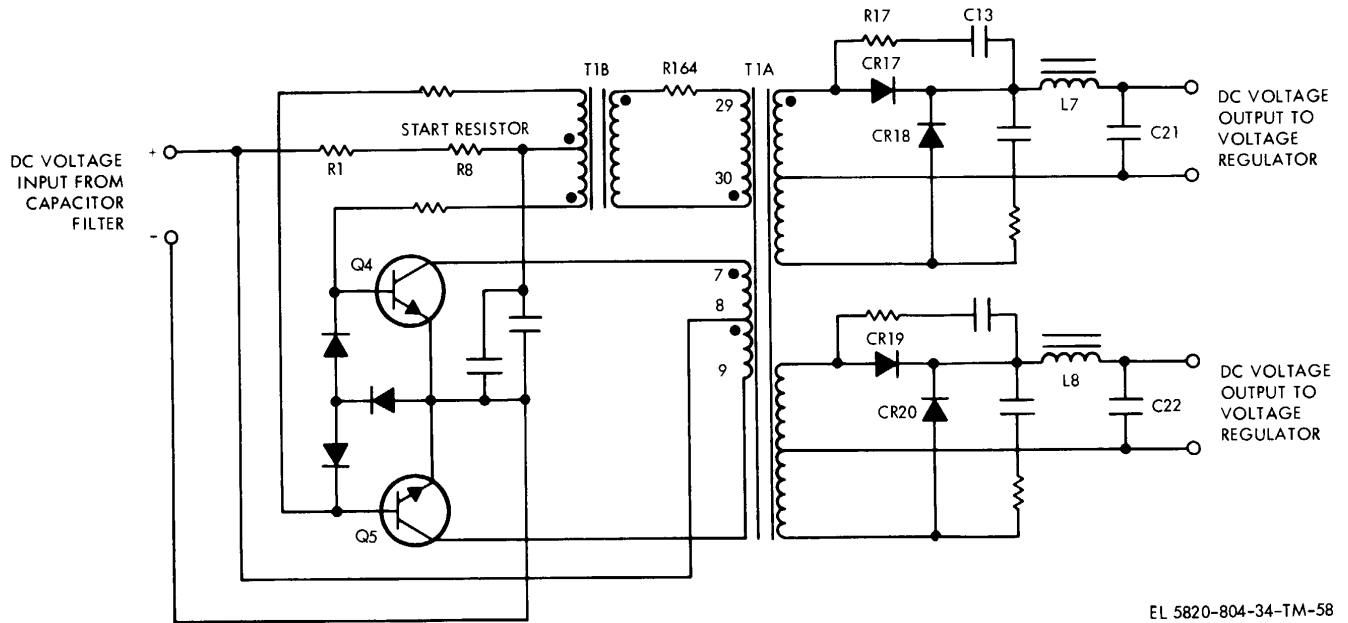 R17
C13
T1B
R164
T1A
CR17
29
L7
DC VOLTAGE
OUTPUT TO
VOLTAGE
REGULATOR
START RESISTOR
CR18
C21
DC VOLTAGE
INPUT FROM
CAPACITOR
FILTER
+
R1
R8
30
-
Q4
7
8
9
CR19
L8
CR20
C22
DC VOLTAGE
OUTPUT TO
VOLTAGE
REGULATOR
Q5
EL 5820-804-34-TM-58